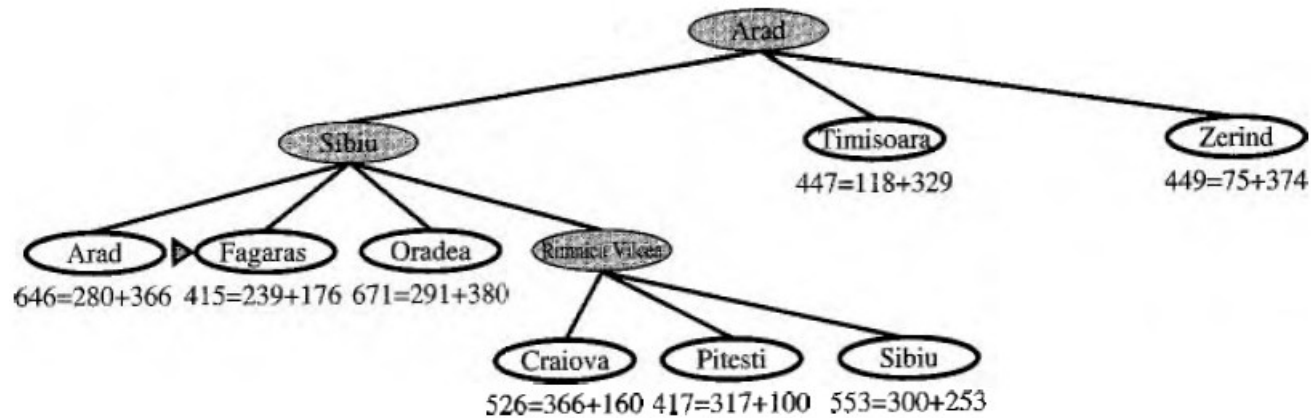 Arad
Sibiu
Timisoara
Zerind
447=118+329
449=75+374
Arad
Fagaras
Oradea
Rimnicu Vilcea
646=280+366
415=239+176
671=291+380
Craiova
Pitesti
Sibiu
526=366+160
417=317+100
553=300+253